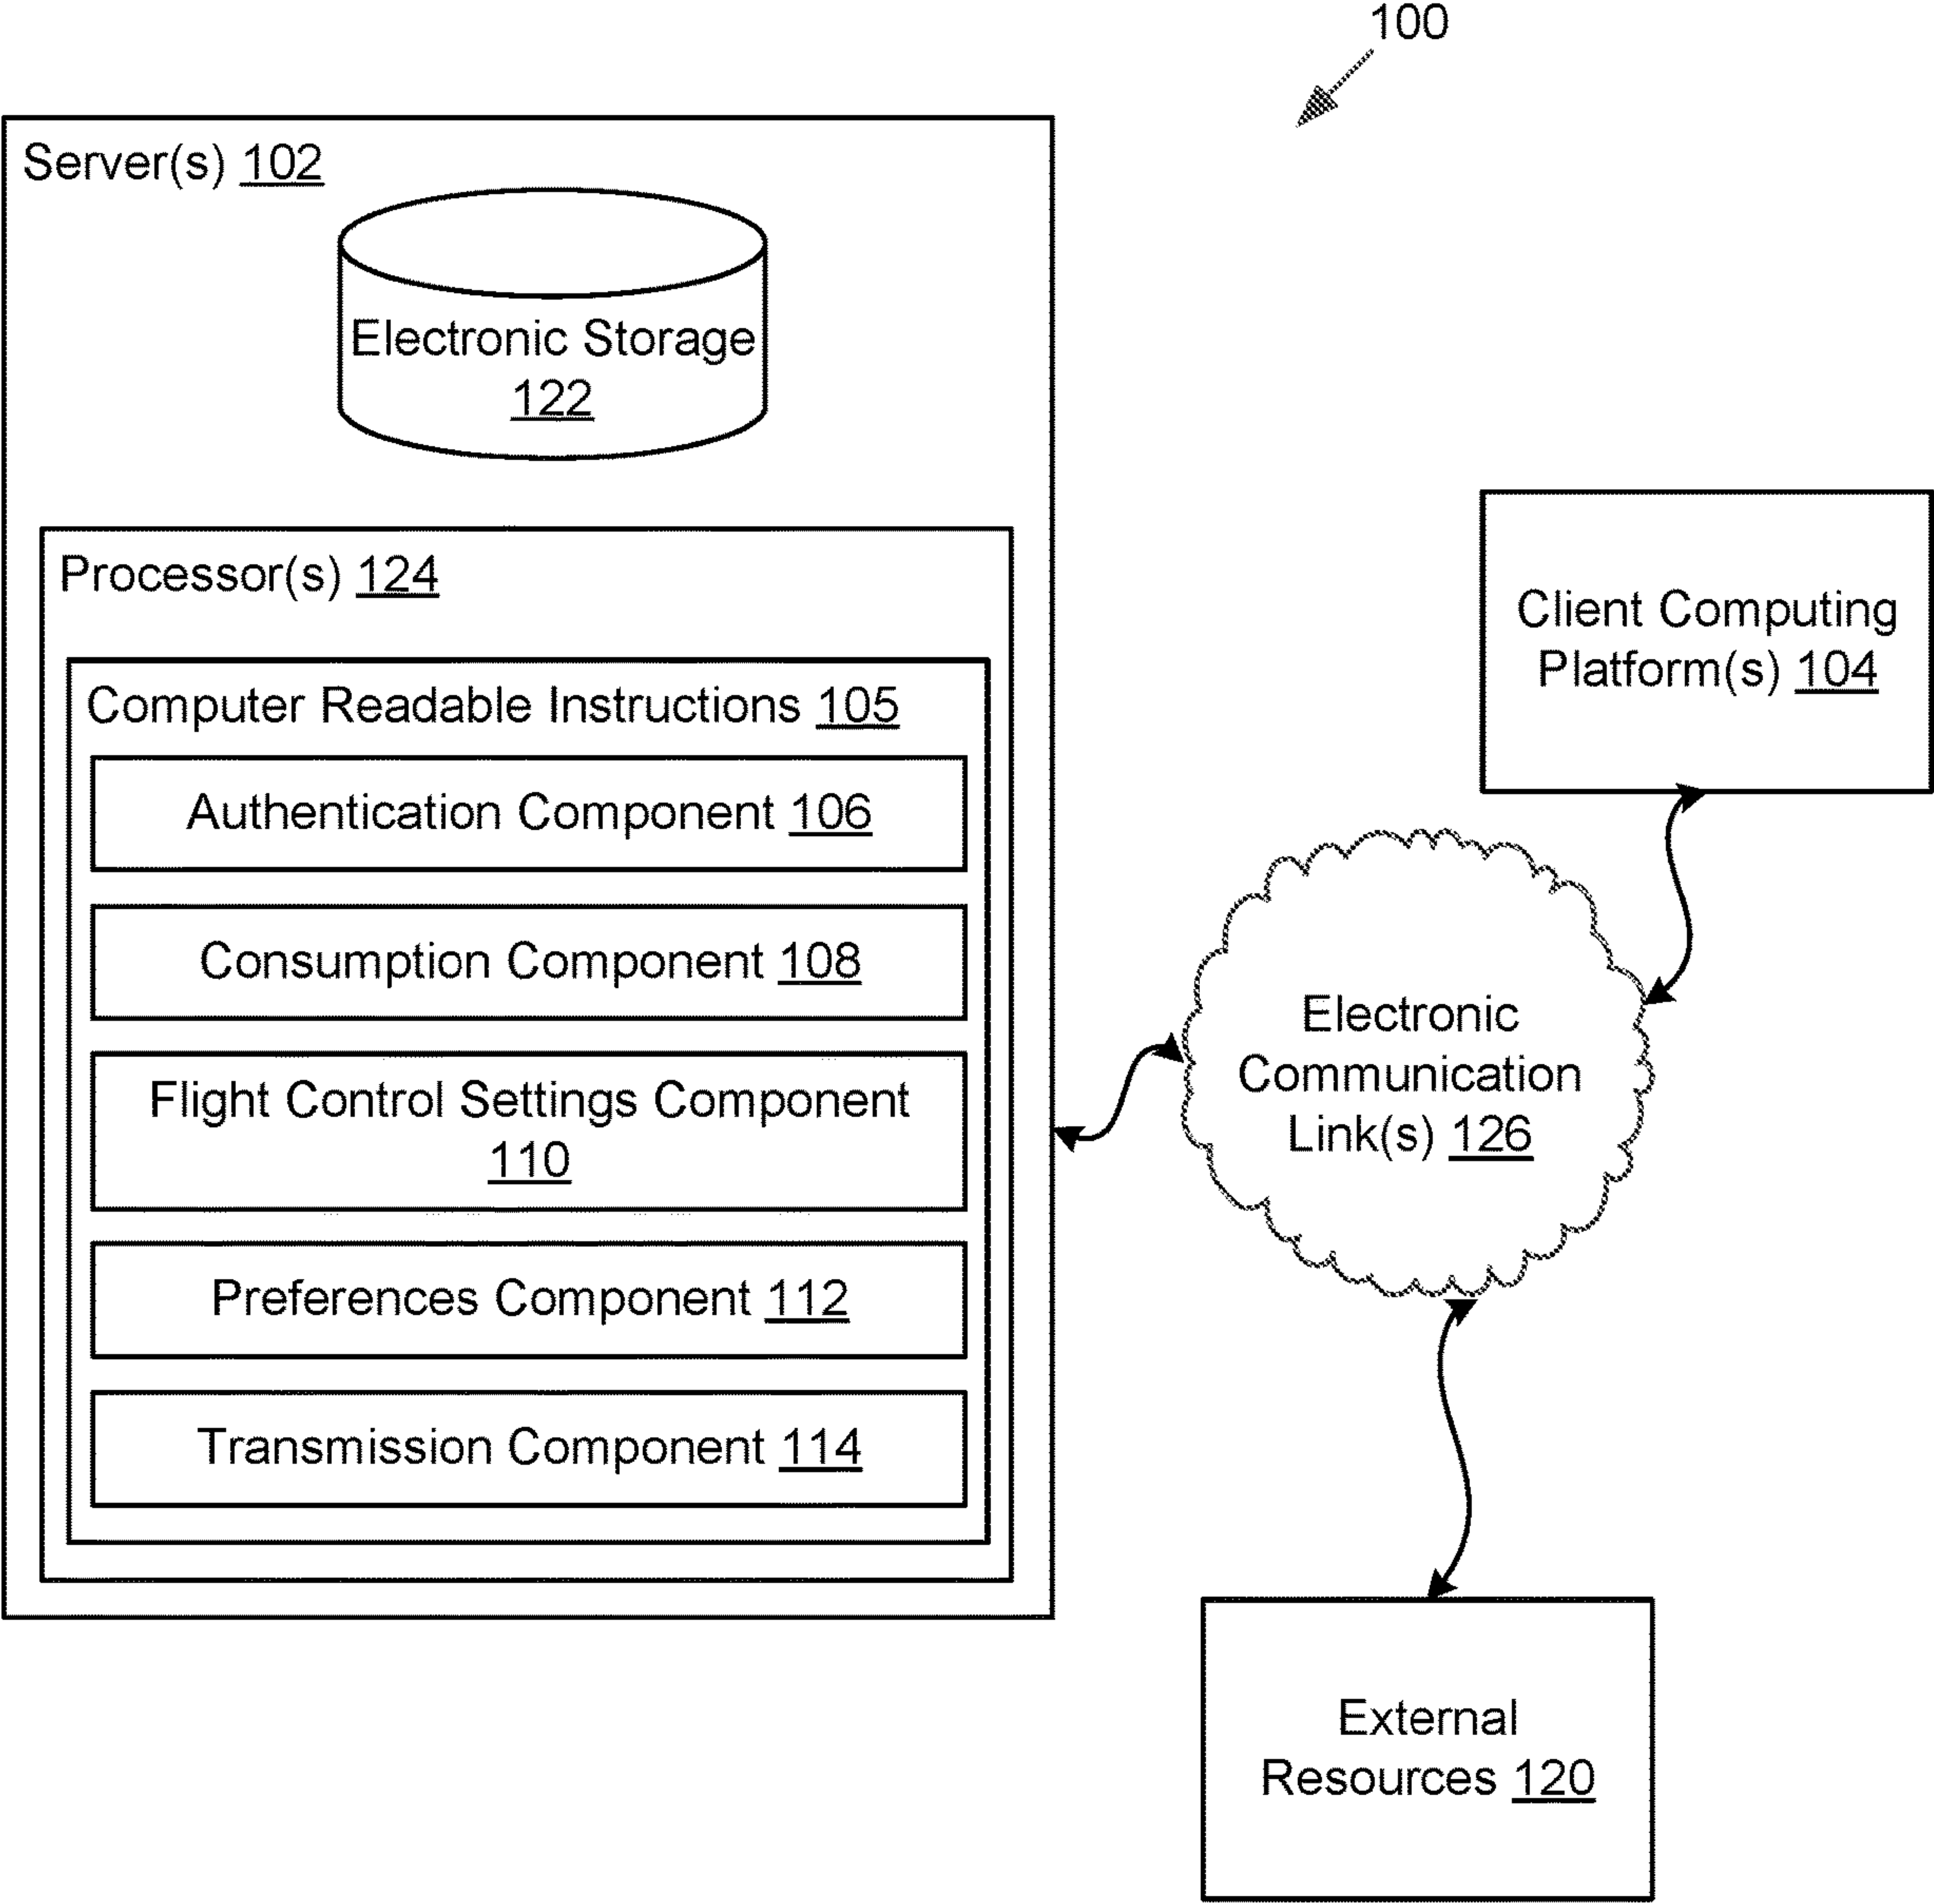 100
Server(s) 102
Electronic Storage
122
Processor(s) 124
Computer Readable Instructions 105
Authentication Component 106
Consumption Component 108
Flight Control Settings Component
110
Preferences Component 112
Transmission Component 114
Client Computing
Platform(s) 104
Electronic
Communication
Link(s) 126
External
Resources 120